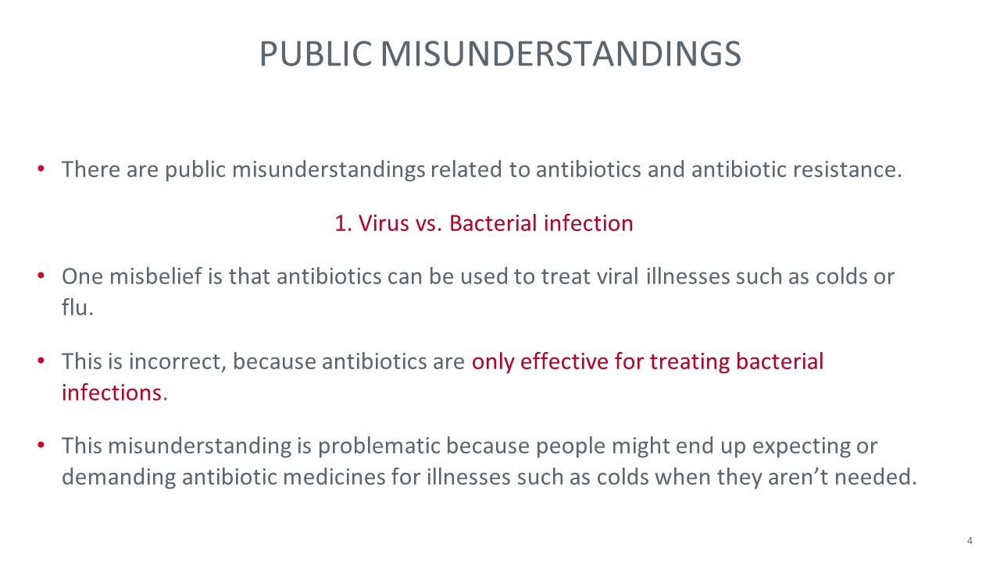 PUBLIC MISUNDERSTANDINGS
• There are public misunderstandings related to antibiotics and antibiotic resistance.
1. Virus vs. Bacterial infection
• One misbelief is that antibiotics can be used to treat viral illnesses such as colds or
flu.
• This is incorrect, because antibiotics are only effective for treating bacterial
infections.
• This misunderstanding is problematic because people might end up expecting or
demanding antibiotic medicines for illnesses such as colds when they aren’t needed.
4